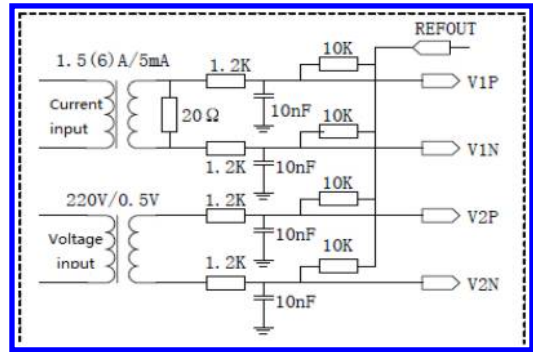 REFOUT
1.5(6)A/5mA
1.2K
10K
V1P
Current
input
20Ω
10nF
10K
V1N
1.2K
10nF
10K
220V/0.5V
1.2K
V2P
Voltage
input
10nF
10K
1.2K
V2N
10nF